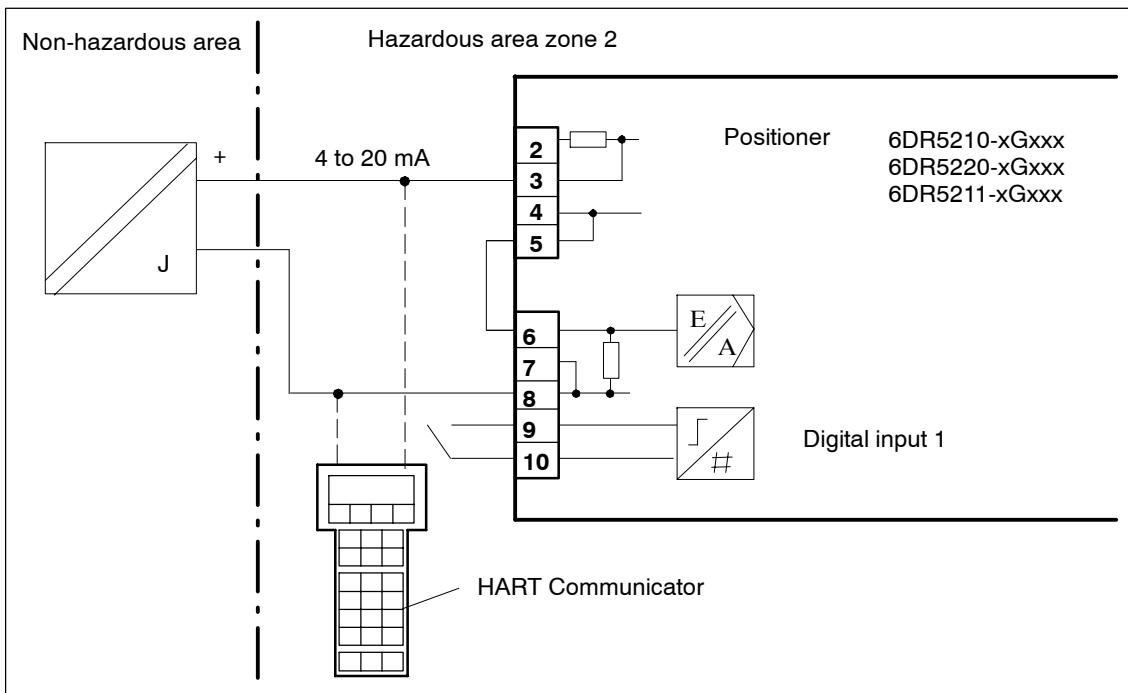 Non-hazardous area
Hazardous area zone 2
+
4 to 20 mA
J
2
3
4
5
6
7
8
9
10
Positioner
6DR5210-xGxxx
6DR5220-xGxxx
6DR5211-xGxxx
E
A
Digital input 1
#
HART Communicator